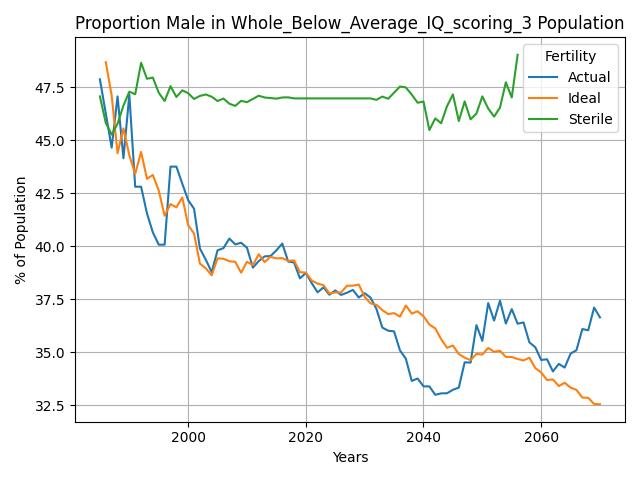 Proportion Male in Whole_Below_Average_IQ_scoring_3 Population
Fertility
Actual
Ideal
Sterile
% of Population
47.5
45.0
42.5
40.0
37.5
35.0
32.5
2000
2020
2040
2060
Years